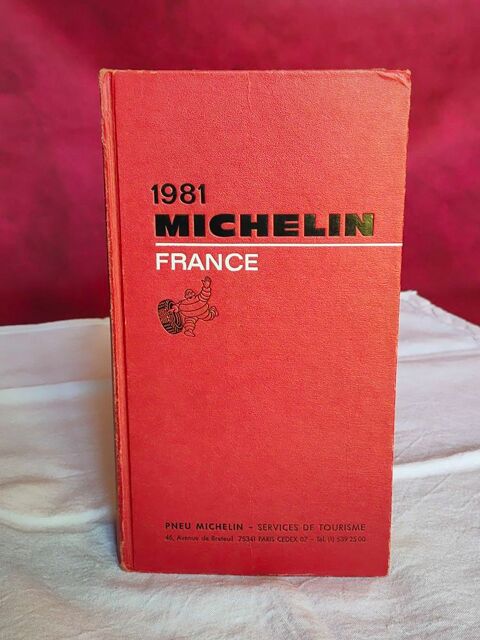 1981
MICHELIN
FRANCE
PNEU MICHELIN - SERVICES DE TOURISME
46, Avenue de Breteuil 75341 PARIS CEDEX 07 - Tél. (1) 539 25 00